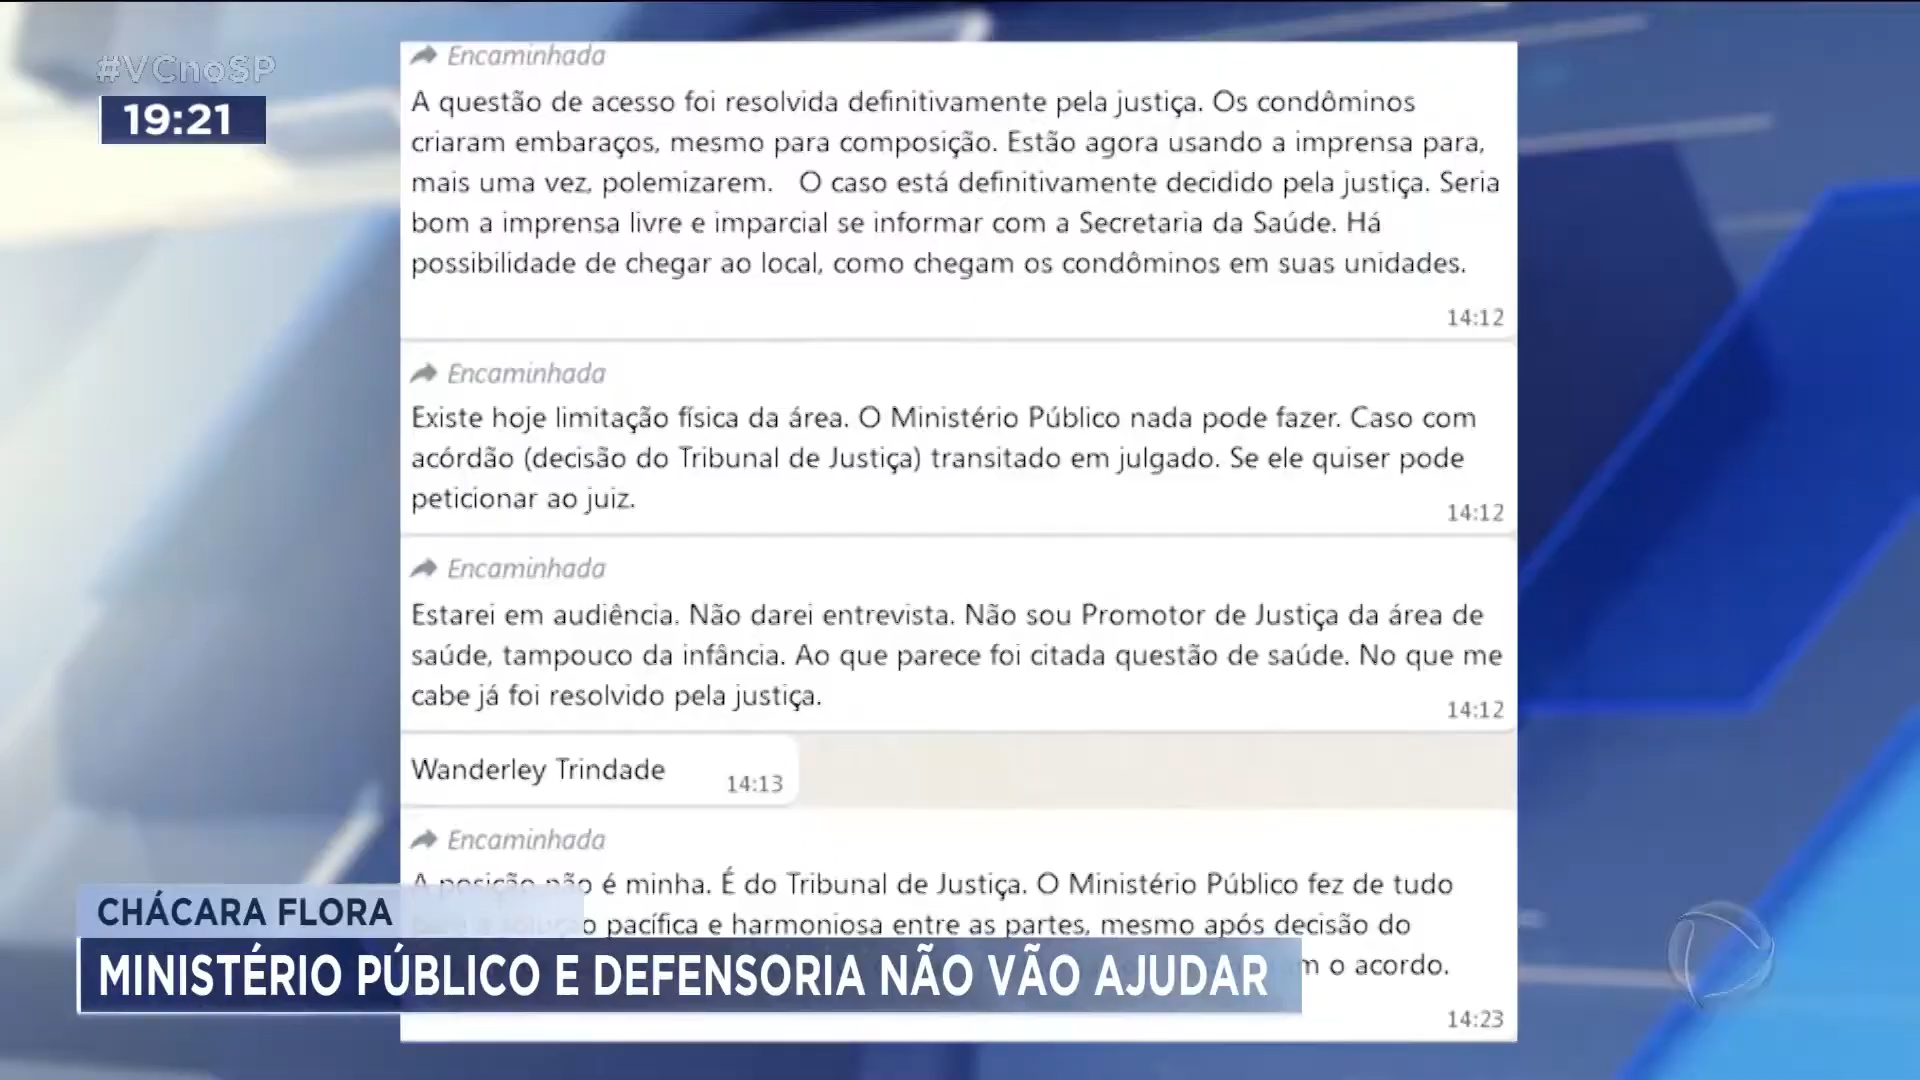 #VCnoSP
19:21
Encaminhada
A questão de acesso foi resolvida definitivamente pela justiça. Os condôminos
criaram embaraços, mesmo para composição. Estão agora usando a imprensa para,
mais uma vez, polemizarem. O caso está definitivamente decidido pela justiça. Seria
bom a imprensa livre e imparcial se informar com a Secretaria da Saúde. Há
possibilidade de chegar ao local, como chegam os condôminos em suas unidades.
14:12
Encaminhada
Existe hoje limitação física da área. O Ministério Público nada pode fazer. Caso com
acórdão (decisão do Tribunal de Justiça) transitado em julgado. Se ele quiser pode
peticionar ao juiz.
14:12
Encaminhada
Estarei em audiência. Não darei entrevista. Não sou Promotor de Justiça da área de
saúde, tampouco da infância. Ao que parece foi citada questão de saúde. No que me
cabe já foi resolvido pela justiça.
14:12
Wanderley Trindade
14:13
Encaminhada
A posição não é minha. É do Tribunal de Justiça. O Ministério Público fez de tudo
solução pacífica e harmoniosa entre as partes, mesmo após decisão do
o acordo.
14:23
CHÁCARA FLORA
MINISTÉRIO PÚBLICO E DEFENSORIA NÃO VÃO AJUDAR